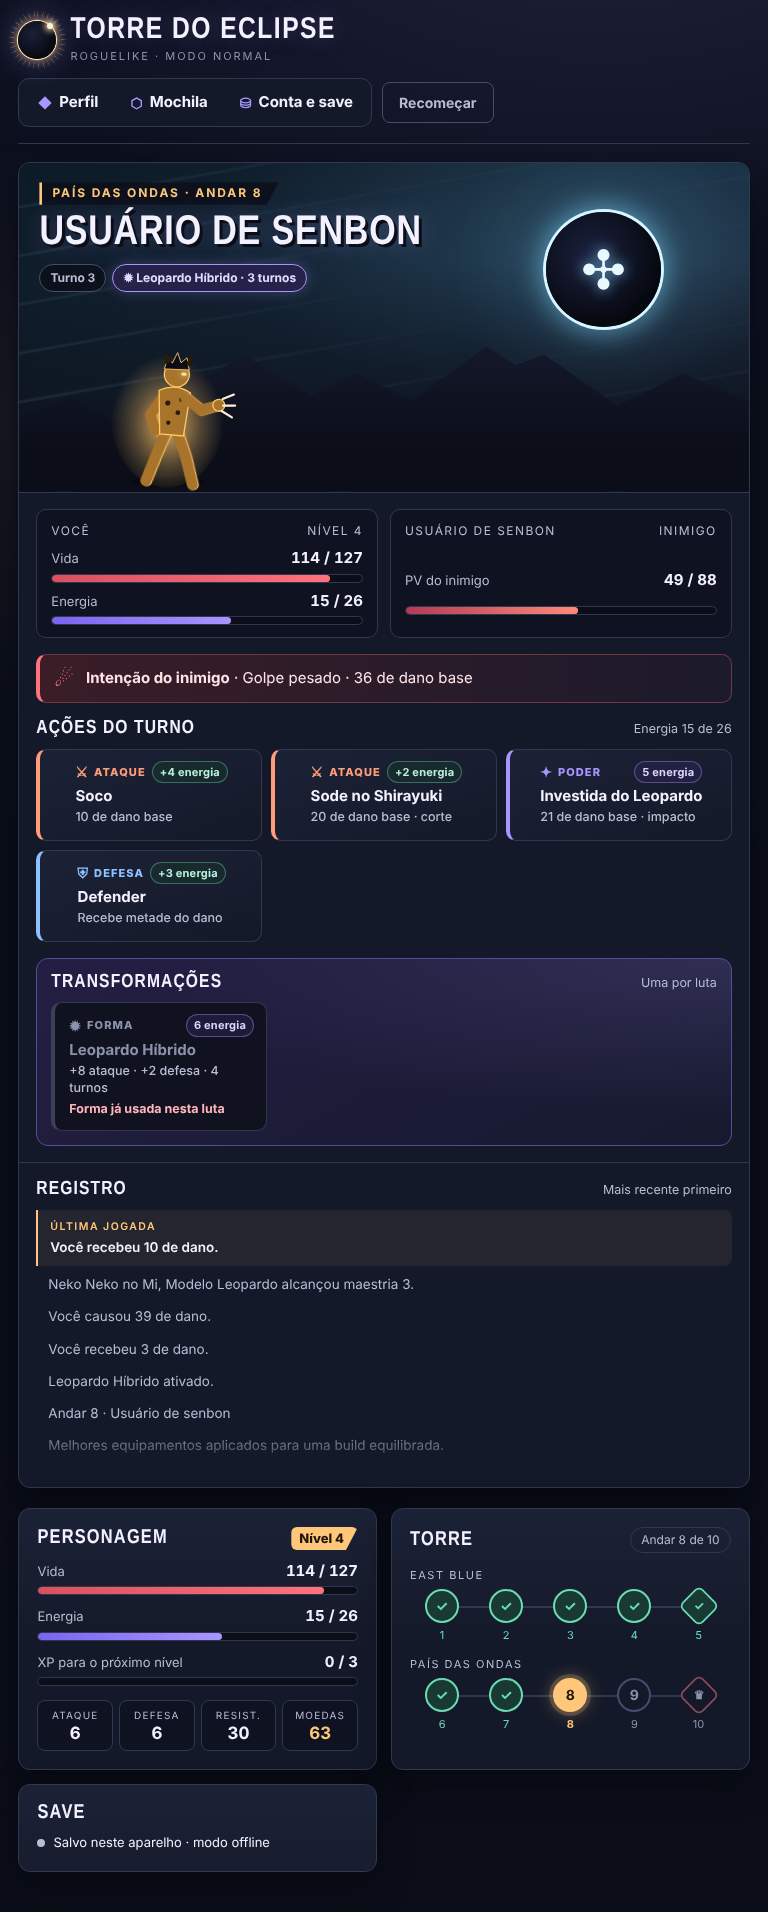 TORRE DO ECLIPSE
ROGUELIKE · MODO NORMAL
Perfil
Mochila
Conta e save
Recomeçar
PAÍS DAS ONDAS · ANDAR 8
USUÁRIO DE SENBON
Turno 3
Leopardo Híbrido · 3 turnos
VOCÊ
NÍVEL 4
Vida
114 / 127
Energia
15 / 26
USUÁRIO DE SENBON
INIMIGO
PV do inimigo
49 / 88
Intenção do inimigo · Golpe pesado · 36 de dano base
AÇÕES DO TURNO
Energia 15 de 26
ATAQUE
+4 energia
Soco
10 de dano base
ATAQUE
+2 energia
Sode no Shirayuki
20 de dano base · corte
PODER
5 energia
Investida do Leopardo
21 de dano base · impacto
DEFESA
+3 energia
Defender
Recebe metade do dano
TRANSFORMAÇÕES
Uma por luta
FORMA
6 energia
Leopardo Híbrido
+8 ataque · +2 defesa · 4
turnos
Forma já usada nesta luta
REGISTRO
Mais recente primeiro
ÚLTIMA JOGADA
Você recebeu 10 de dano.
Neko Neko no Mi, Modelo Leopardo alcançou maestria 3.
Você causou 39 de dano.
Você recebeu 3 de dano.
Leopardo Híbrido ativado.
Andar 8 · Usuário de senbon
Melhores equipamentos aplicados para uma build equilibrada.
PERSONAGEM
Nível 4
Vida
114 / 127
Energia
15 / 26
XP para o próximo nível
0 / 3
ATAQUE
6
DEFESA
6
RESIST.
30
MOEDAS
63
TORRE
Andar 8 de 10
EAST BLUE
1
2
3
4
5
PAÍS DAS ONDAS
8
9
6
7
8
9
10
SAVE
Salvo neste aparelho · modo offline